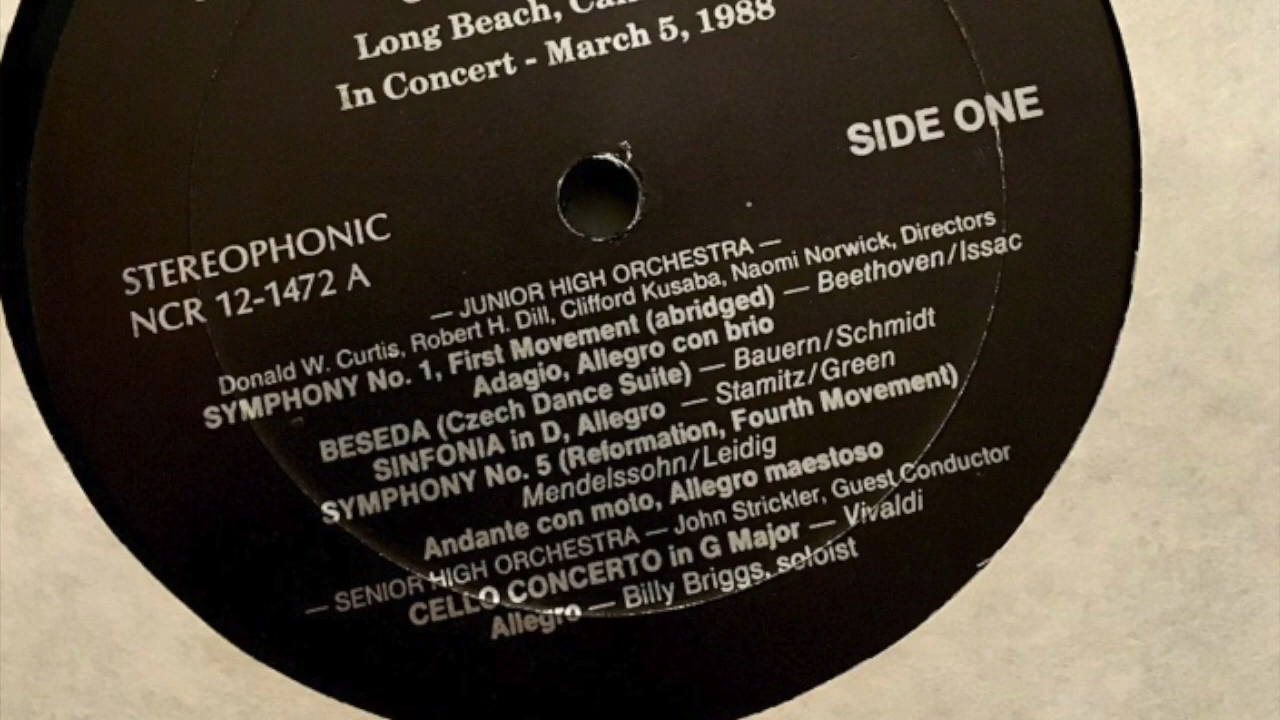 Long Beach,
In Concert - March 5, 1988
SIDE ONE
STEREOPHONIC
NCR 12-1472 A
— JUNIOR HIGH ORCHESTRA —
Donald W. Curtis, Robert H. Dill, Clifford Kusaba, Naomi Norwick, Directors
SYMPHONY No. 1, First Movement (abridged) — Beethoven/Issac
Adagio, Allegro con brio
BESEDA (Czech Dance Suite) — Bauern/Schmidt
SINFONIA in D, Allegro — Stamitz/Green
SYMPHONY No. 5 (Reformation, Fourth Movement)
Mendelssohn/Leidig
Andante con moto, Allegro maestoso
— SENIOR HIGH ORCHESTRA — John Strickler, Guest Conductor
CELLO CONCERTO in G Major — Vivaldi
Allegro — Billy Briggs, soloist